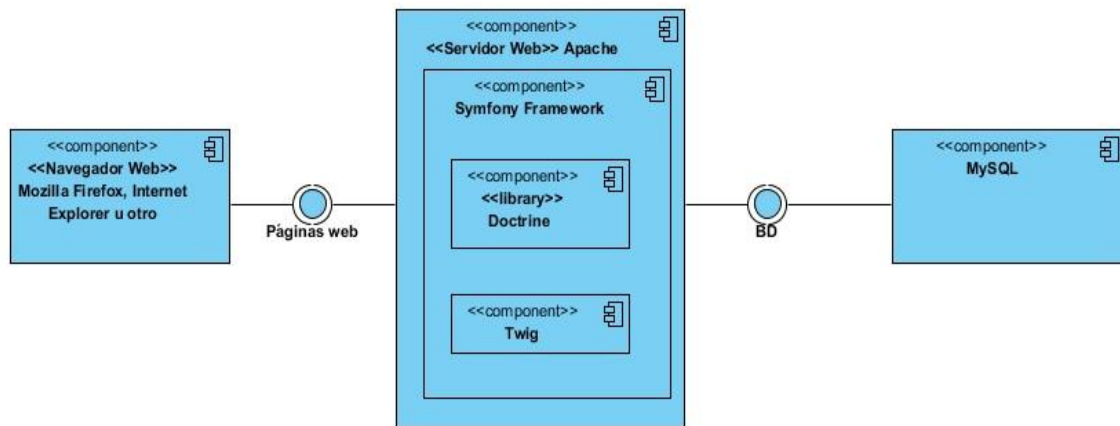 <<component>>
<<Servidor Web>> Apache
<<component>>
Symfony Framework
<<component>>
<<Navegador Web>>
Mozilla Firefox, Internet
Explorer u otro
Páginas web
<<component>>
<<library>>
Doctrine
<<component>>
Twig
BD
<<component>>
MySQL